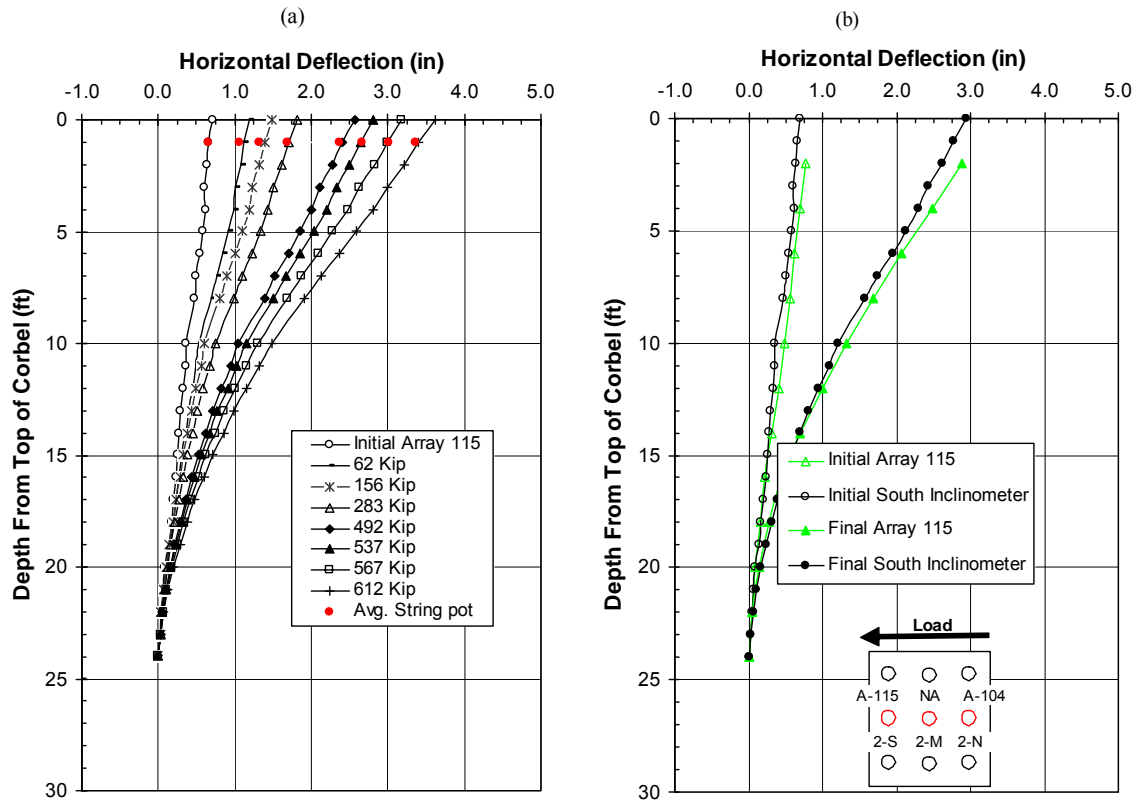 (a)
Horizontal Deflection (in)
-1.0 0.0 1.0 2.0 3.0 4.0 5.0
0
5
10
15
20
25
30
Depth From Top of Corbel (ft)
Initial Array 115
62 Kip
156 Kip
283 Kip
492 Kip
537 Kip
567 Kip
612 Kip
Avg. String pot
(b)
Horizontal Deflection (in)
-1.0 0.0 1.0 2.0 3.0 4.0 5.0
0
5
10
15
20
25
30
Depth From Top of Corbel (ft)
Initial Array 115
Initial South Inclinometer
Final Array 115
Final South Inclinometer
Load
A-115 NA A-104
2-S 2-M 2-N